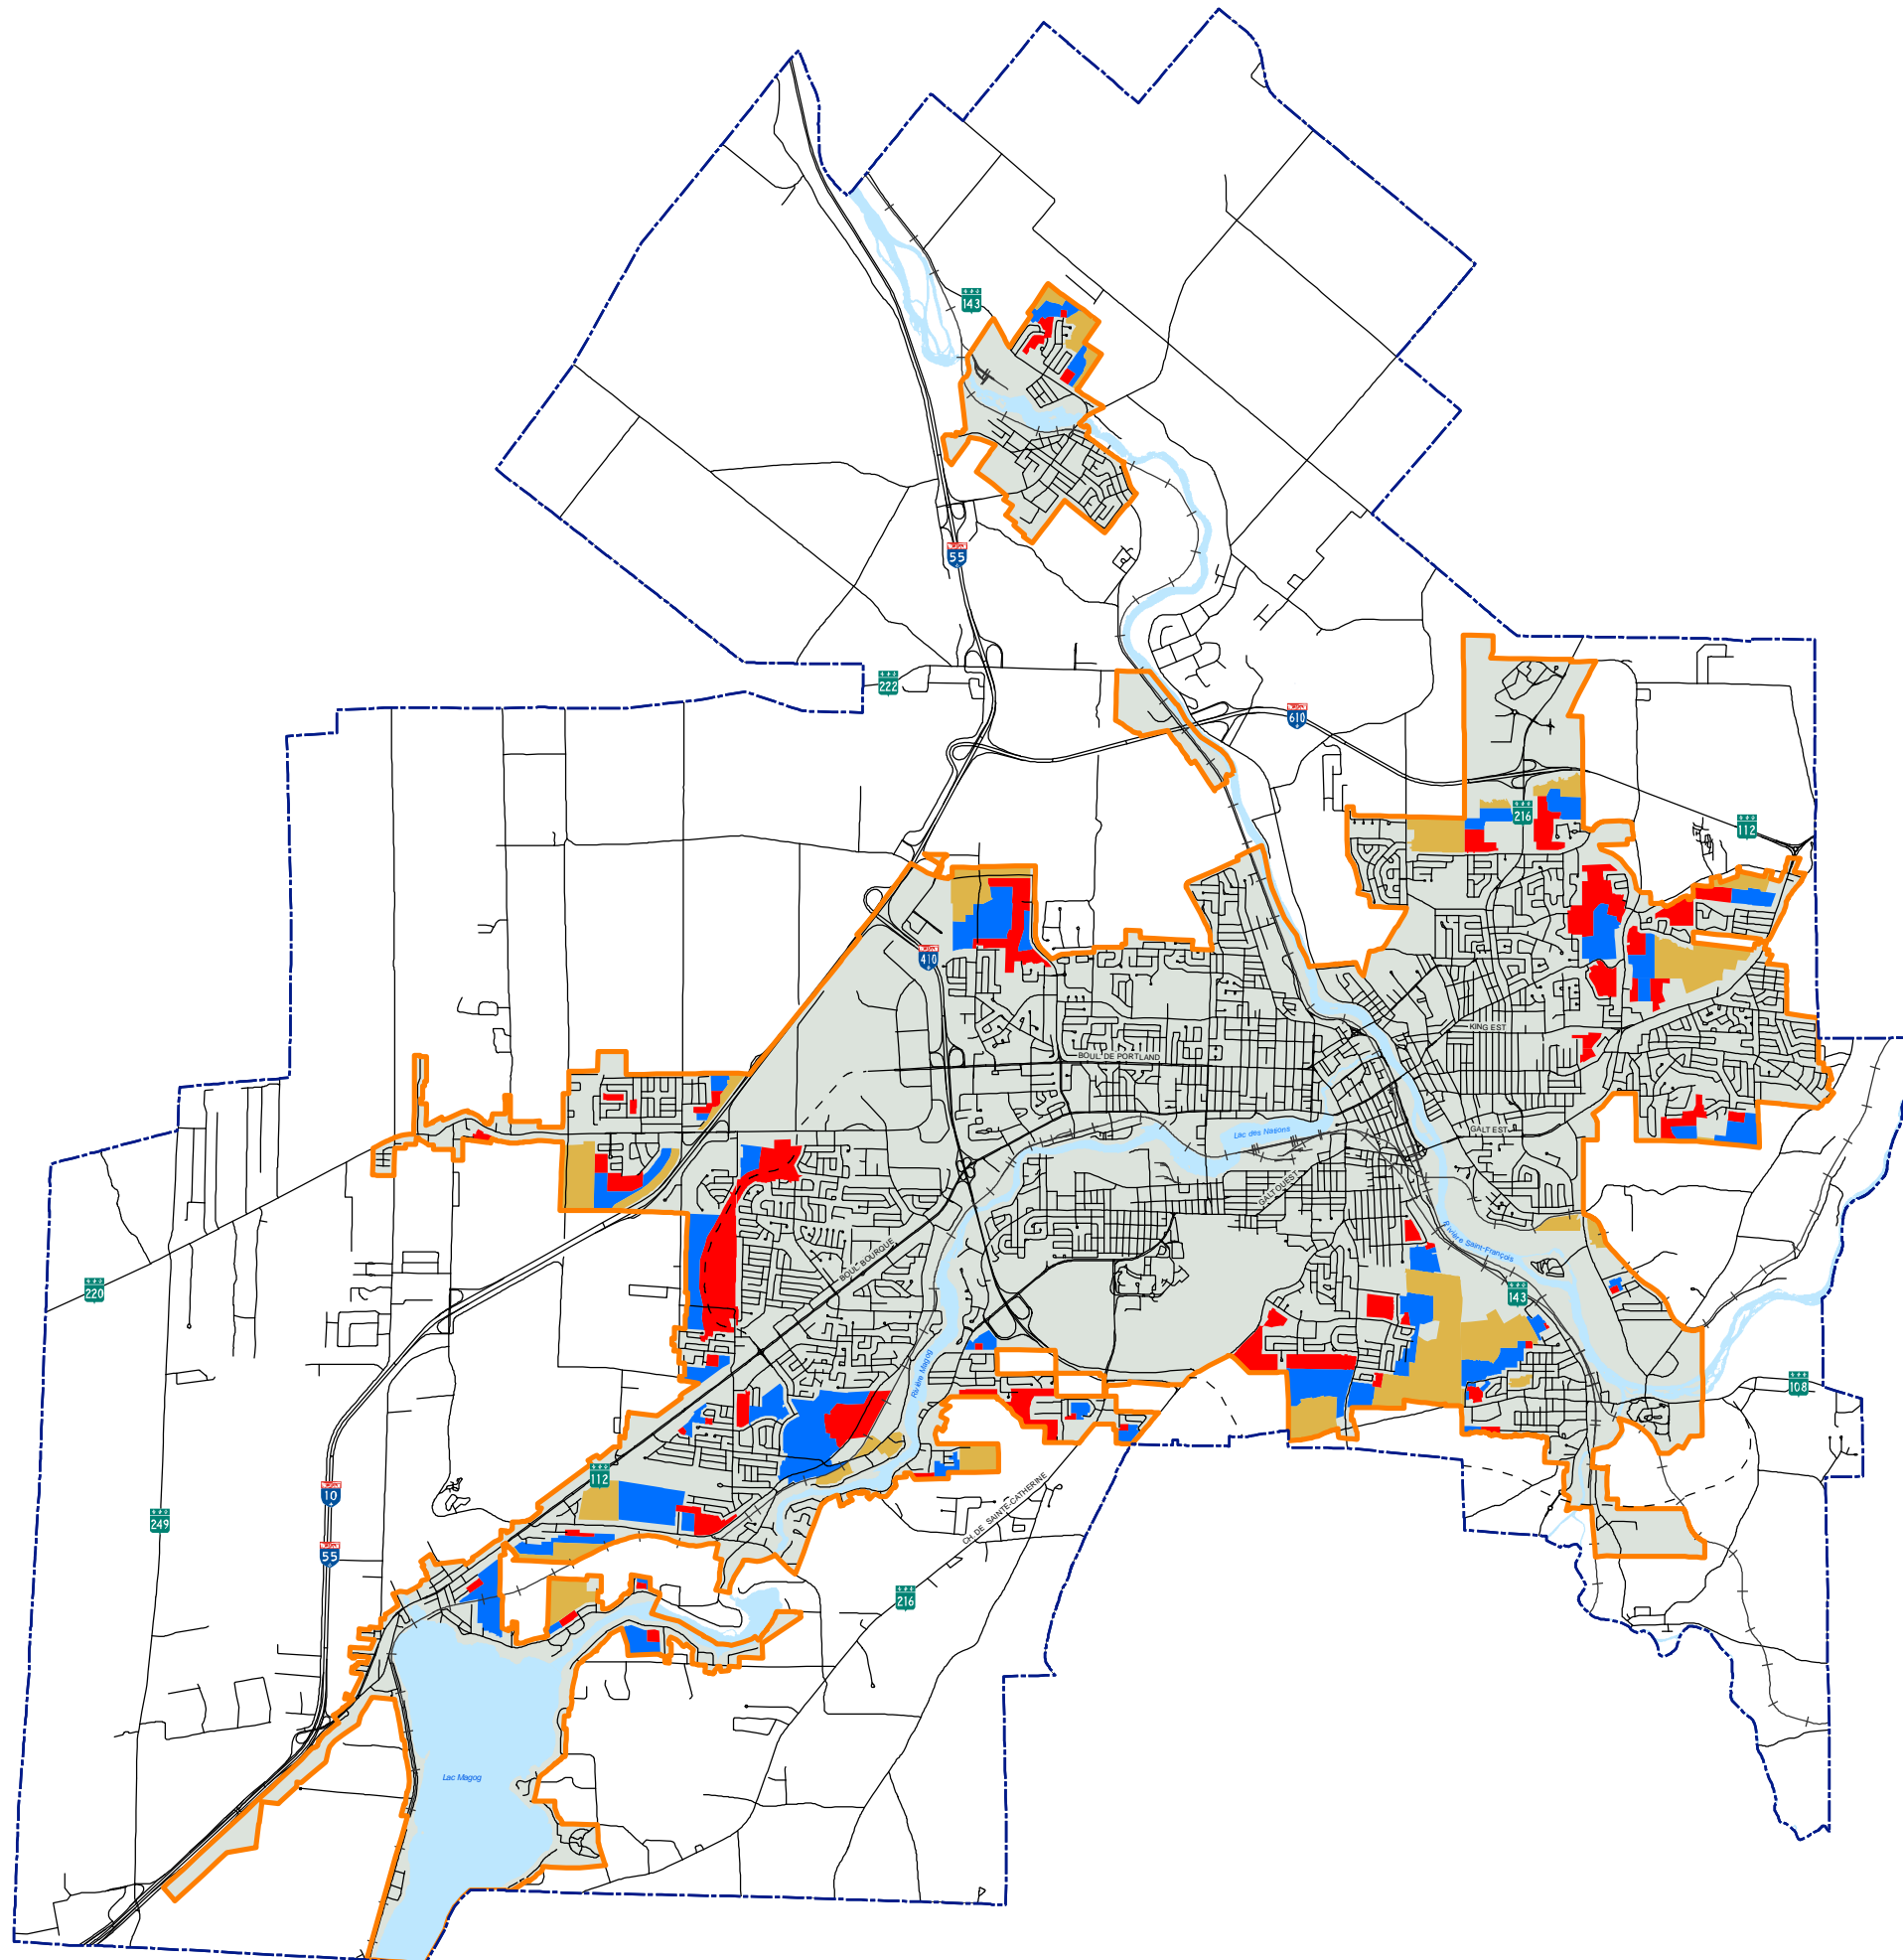 143
55
222
610
216
112
410
KING EST
BOUL. DE PORTLAND
Lac des Nations
GALT EST
GALT OUEST
Rivière Saint-François
BOUL. BOURQUE
220
143
Rivière Magog
108
112
10
249
CH. DE SAINTE-CATHERINE
55
216
Lac Magog